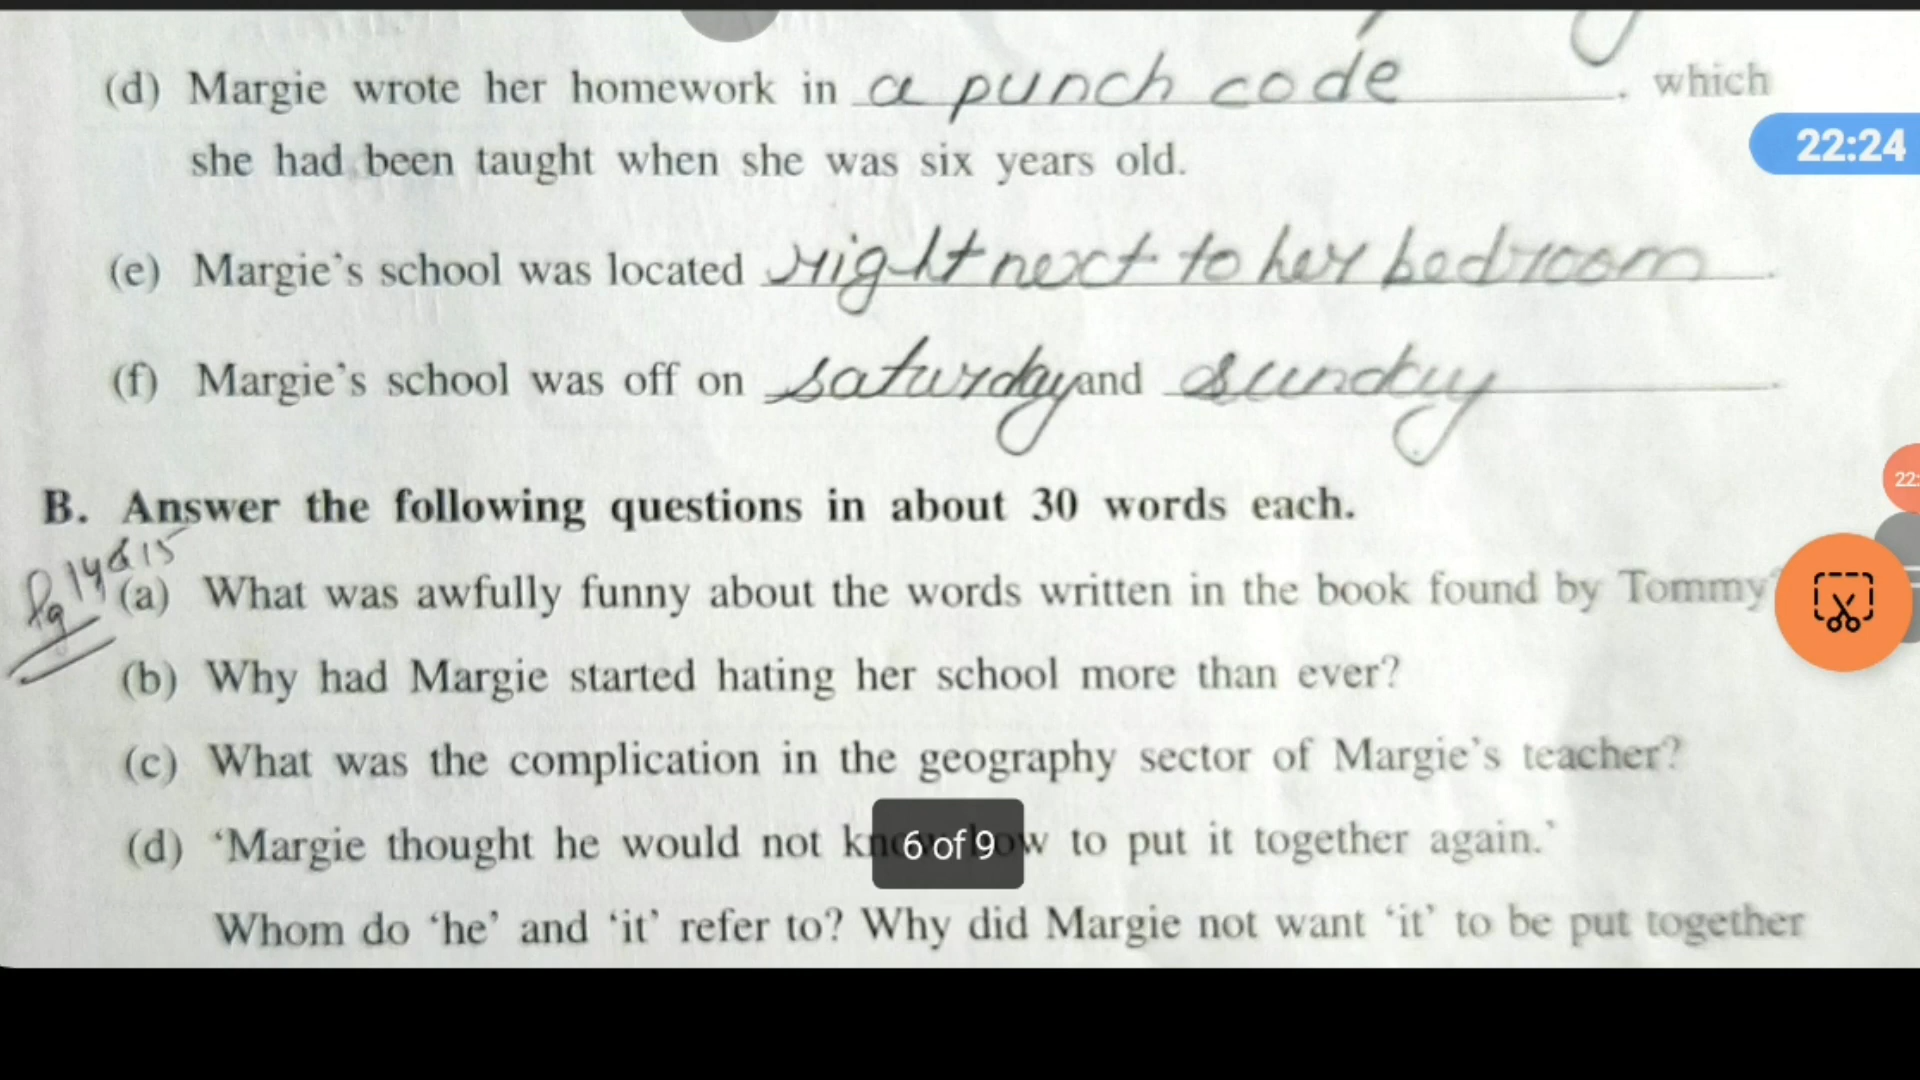 (d) Margie wrote her homework in a punch code. which
she had been taught when she was six years old.
22:24
(e) Margie's school was located right next to her bedroom.
(f) Margie's school was off on saturday and sunday.
22:
B. Answer the following questions in about 30 words each.
Pg 14 & 15
(a) What was awfully funny about the words written in the book found by Tommy?
(b) Why had Margie started hating her school more than ever?
(c) What was the complication in the geography sector of Margie's teacher?
(d) 'Margie thought he would not know how to put it together again.'
6 of 9
Whom do 'he' and 'it' refer to? Why did Margie not want 'it' to be put together